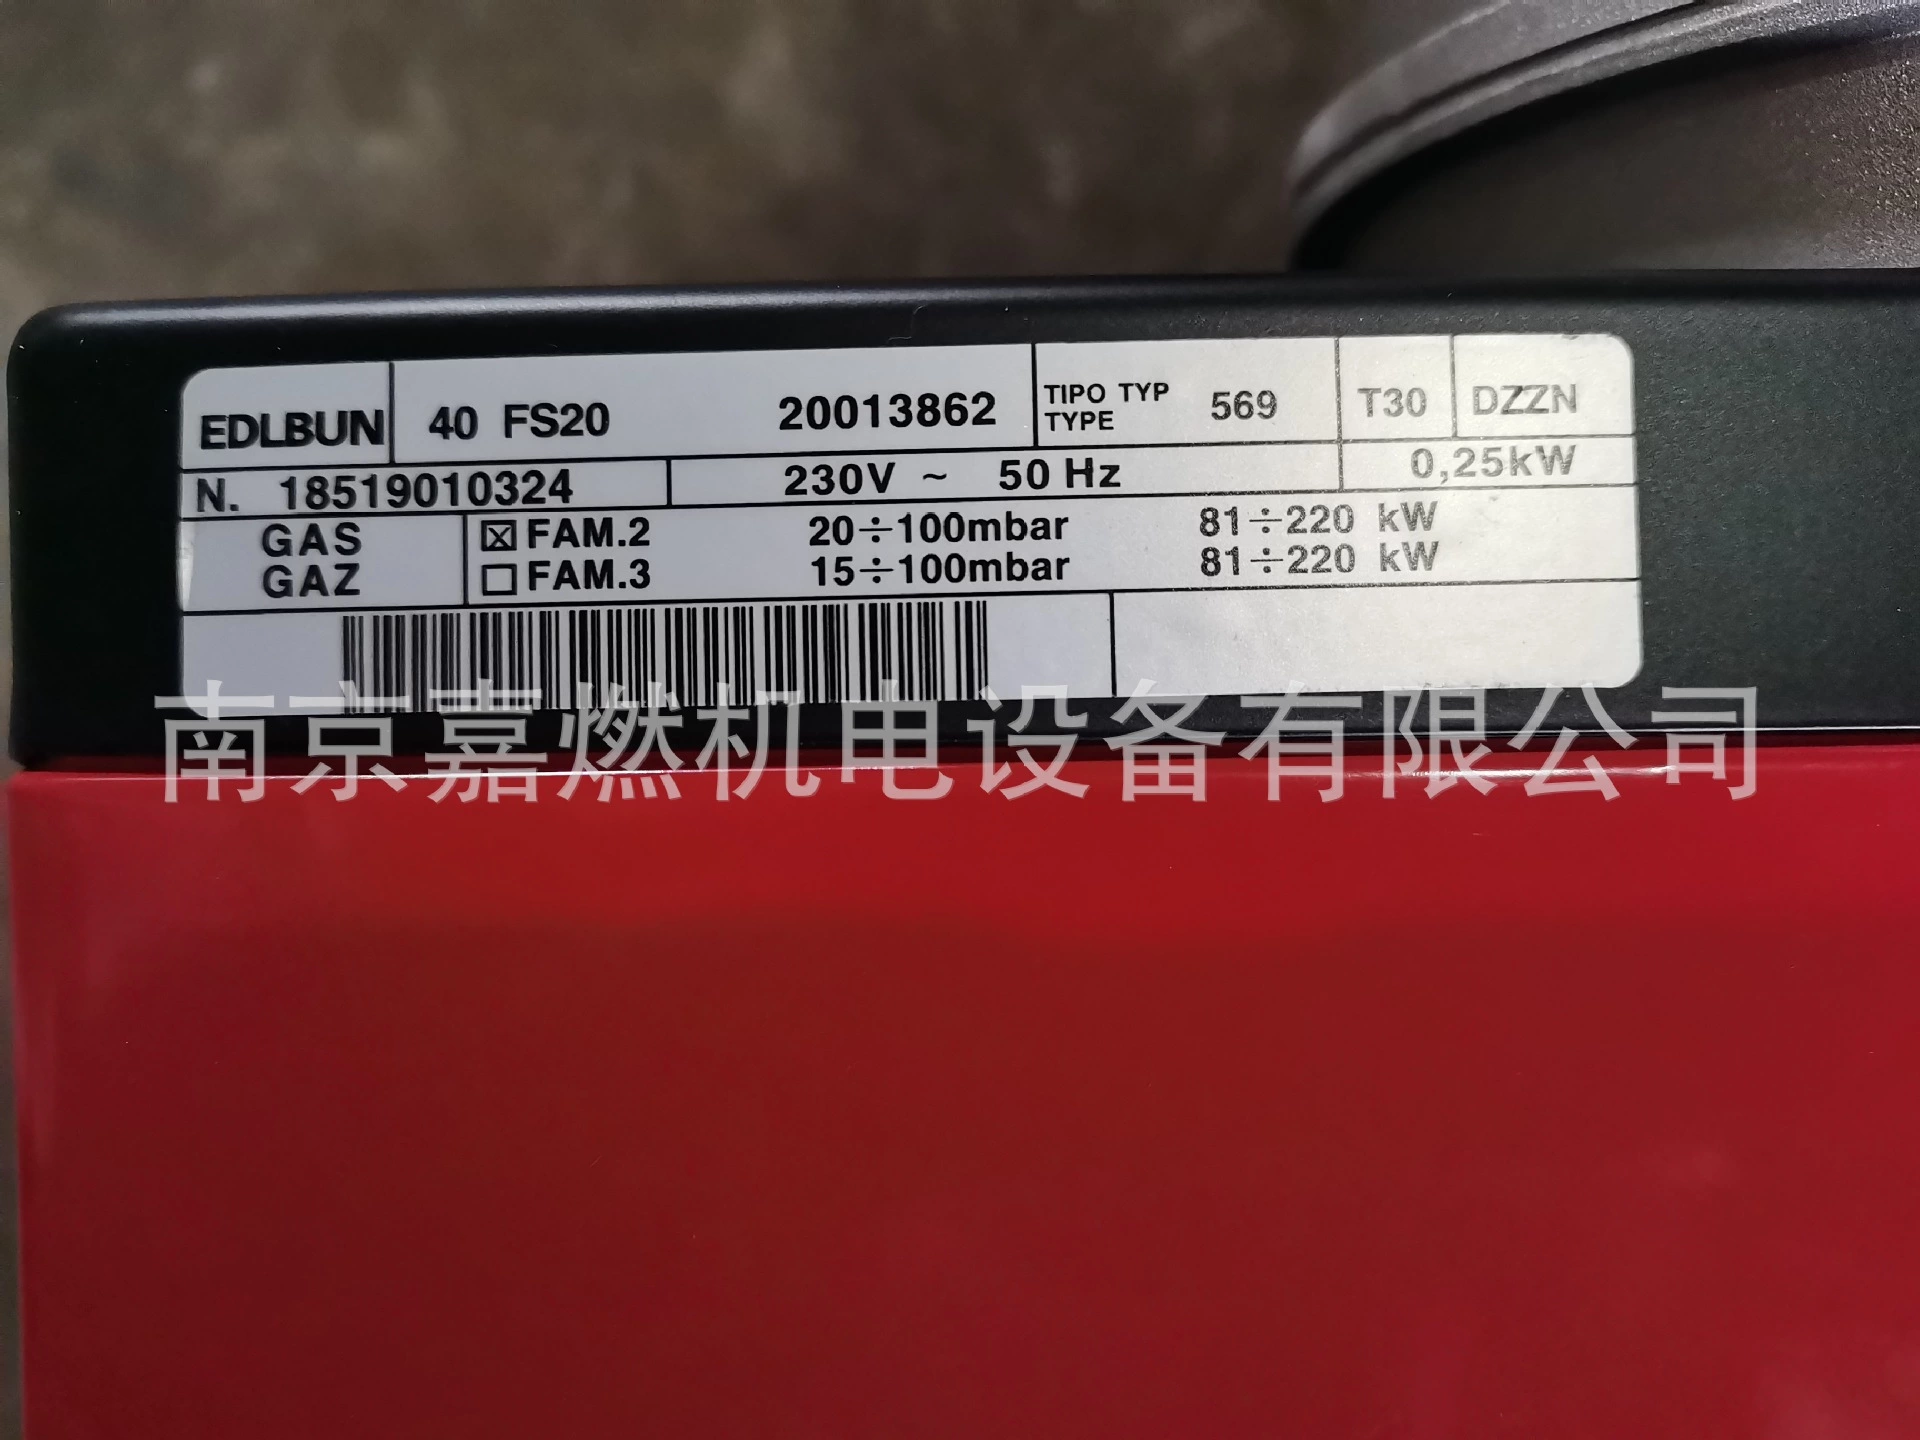 EDLBUN 40 FS20 20013862 TIPO TYP TYPE 569 T30 DZZN
N. 18519010324 230V ~ 50 Hz 0,25kW
GAS ☒ FAM.2 20÷100mbar 81÷220 kW
GAZ ☐ FAM.3 15÷100mbar 81÷220 kW
南京嘉燃机电设备有限公司